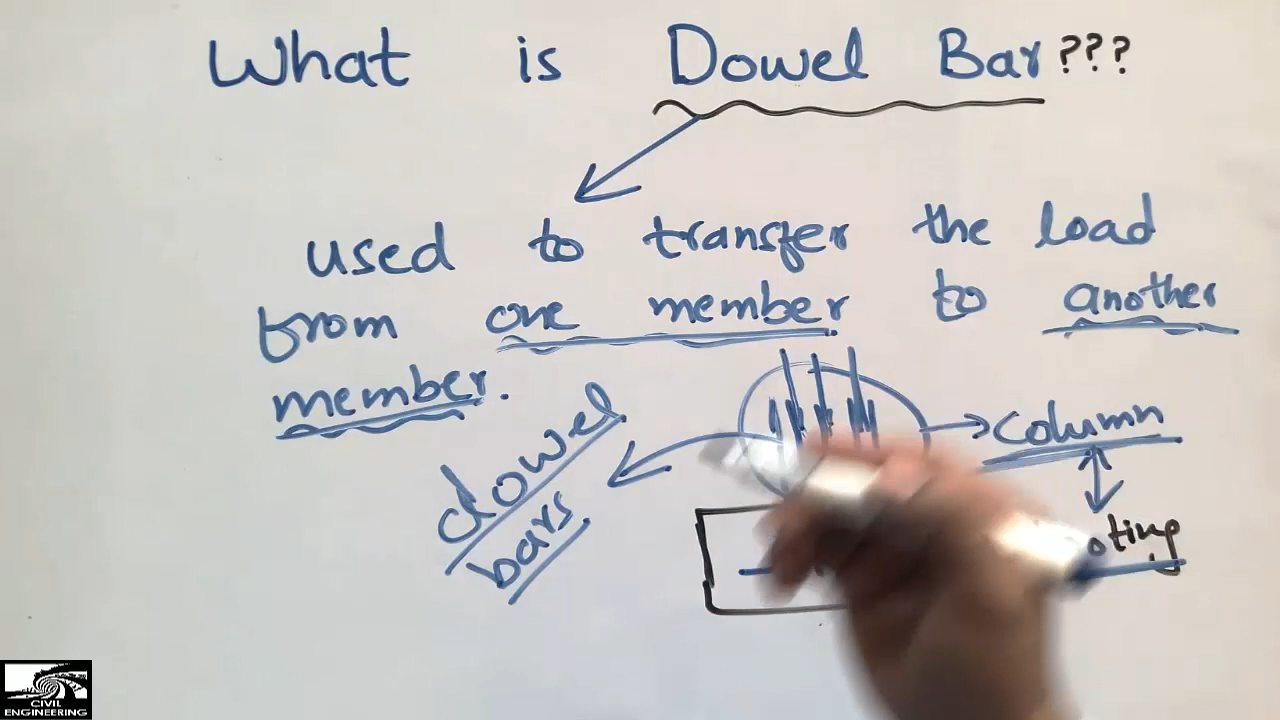 What is Dowel Bar???
used to transfer the load
from one member to another
member.
dowel
bars
column
CIVIL
ENGINEERING